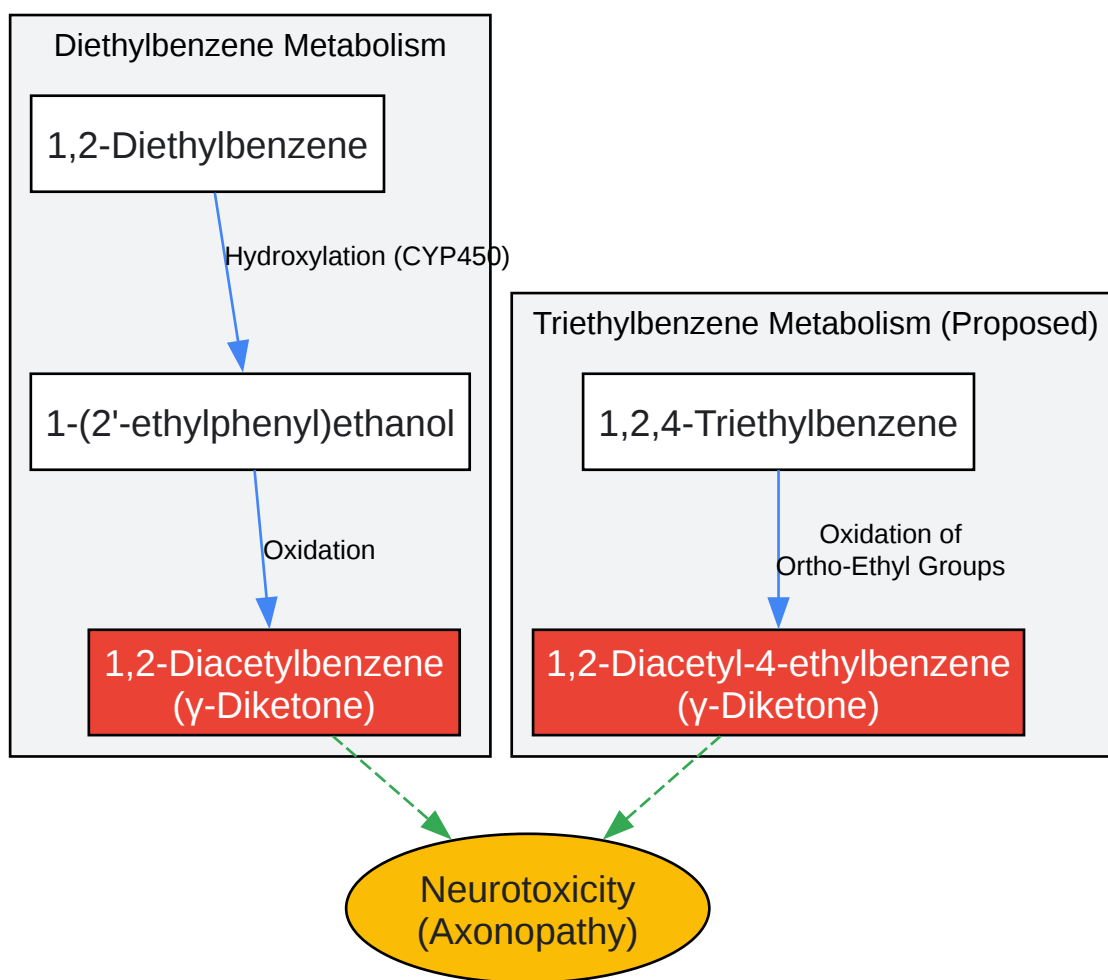 Diethylbenzene Metabolism
1,2-Diethylbenzene
Hydroxylation (CYP450)
1-(2'-ethylphenyl)ethanol
Oxidation
1,2-Diacetylbenzene
(γ-Diketone)
Triethylbenzene Metabolism (Proposed)
1,2,4-Triethylbenzene
Oxidation of
Ortho-Ethyl Groups
1,2-Diacetyl-4-ethylbenzene
(γ-Diketone)
Neurotoxicity
(Axonopathy)